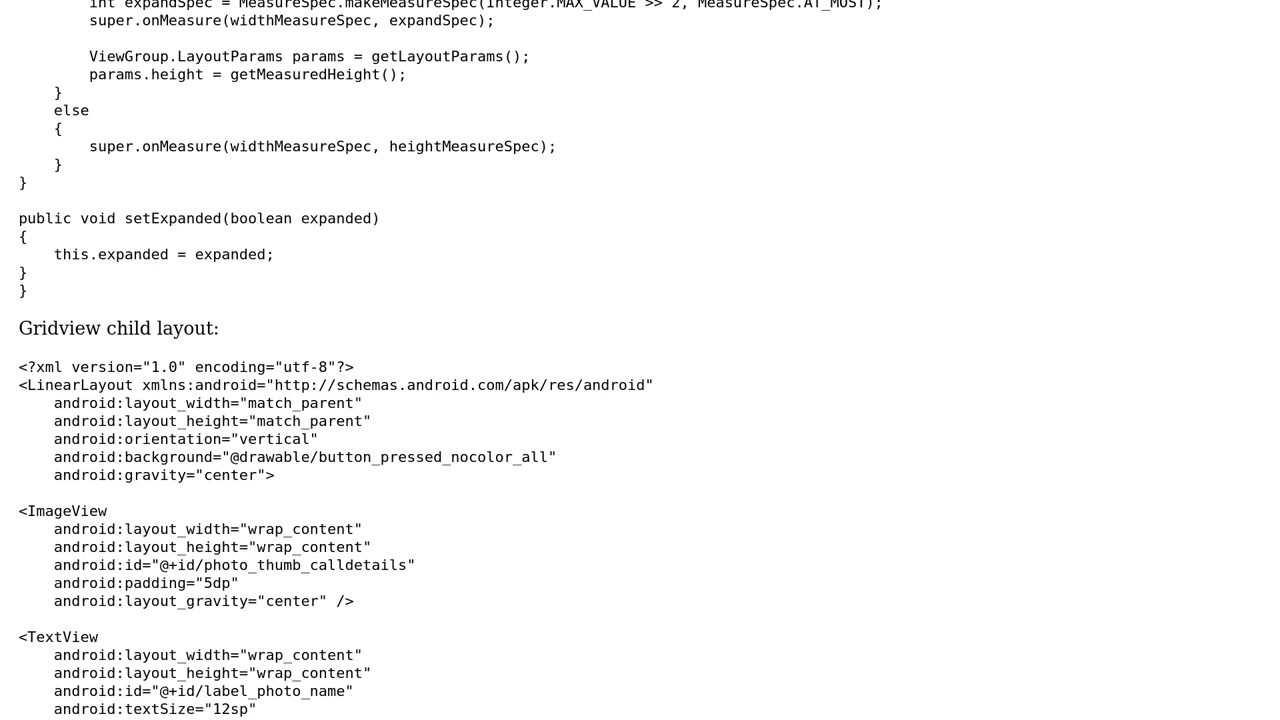 int expandSpec = MeasureSpec.makeMeasureSpec(Integer.MAX_VALUE >> 2, MeasureSpec.AT_MOST);
        super.onMeasure(widthMeasureSpec, expandSpec);

        ViewGroup.LayoutParams params = getLayoutParams();
        params.height = getMeasuredHeight();
    }
    else
    {
        super.onMeasure(widthMeasureSpec, heightMeasureSpec);
    }
}

public void setExpanded(boolean expanded)
{
    this.expanded = expanded;
}
}
Gridview child layout:
<?xml version="1.0" encoding="utf-8"?>
<LinearLayout xmlns:android="http://schemas.android.com/apk/res/android"
    android:layout_width="match_parent"
    android:layout_height="match_parent"
    android:orientation="vertical"
    android:background="@drawable/button_pressed_nocolor_all"
    android:gravity="center">

<ImageView
    android:layout_width="wrap_content"
    android:layout_height="wrap_content"
    android:id="@+id/photo_thumb_calldetails"
    android:padding="5dp"
    android:layout_gravity="center" />

<TextView
    android:layout_width="wrap_content"
    android:layout_height="wrap_content"
    android:id="@+id/label_photo_name"
    android:textSize="12sp"